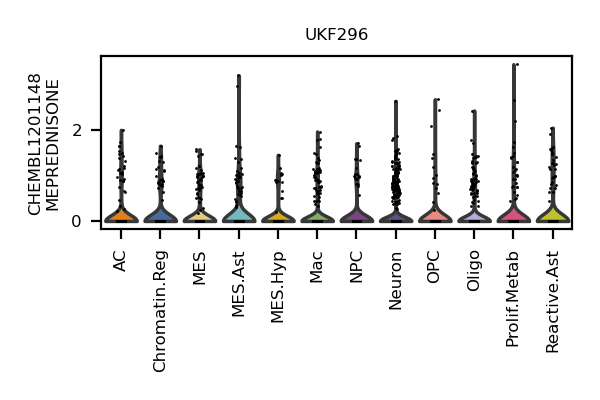 UKF296
CHEMBL1201148
MEPREDNISONE
2
0
AC
Chromatin.Reg
MES
MES.Ast
MES.Hyp
Mac
NPC
Neuron
OPC
Oligo
Prolif.Metab
Reactive.Ast